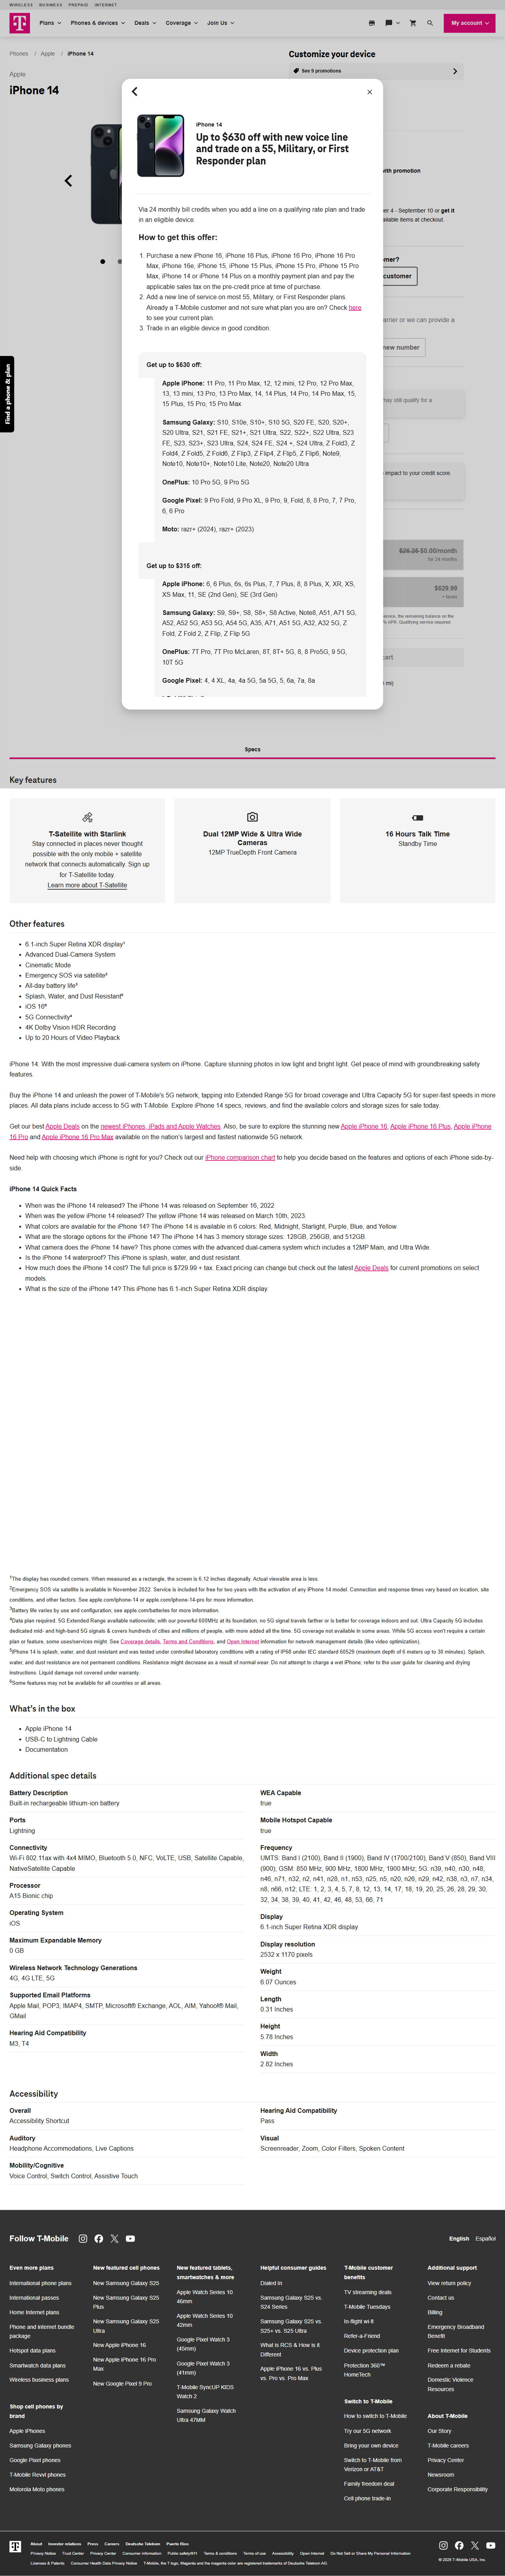 WIRELESS BUSINESS PREPAID INTERNET
Plans Phones & devices Deals Coverage Join Us My account
Phones / Apple / iPhone 14
Apple
iPhone 14
Customize your device
See 9 promotions
with promotion
er 4 - September 10 or get it
available items at checkout.
omer?
customer
arrier or we can provide a
new number
may still qualify for a
impact to your credit score.
$26.25 $0.00/month
for 24 months
$629.99
+ taxes
cart
Find a phone & plan
iPhone 14
Up to $630 off with new voice line
and trade on a 55, Military, or First
Responder plan
Via 24 monthly bill credits when you add a line on a qualifying rate plan and trade
in an eligible device.
How to get this offer:
1. Purchase a new iPhone 16, iPhone 16 Plus, iPhone 16 Pro, iPhone 16 Pro
Max, iPhone 16e, iPhone 15, iPhone 15 Plus, iPhone 15 Pro, iPhone 15 Pro
Max, iPhone 14 or iPhone 14 Plus on a monthly payment plan and pay the
applicable sales tax on the pre-credit price at time of purchase.
2. Add a new line of service on most 55, Military, or First Responder plans.
Already a T-Mobile customer and not sure what plan you are on? Check here
to see your current plan.
3. Trade in an eligible device in good condition.
Get up to $630 off:
Apple iPhone: 11 Pro, 11 Pro Max, 12, 12 mini, 12 Pro, 12 Pro Max,
13, 13 mini, 13 Pro, 13 Pro Max, 14, 14 Plus, 14 Pro, 14 Pro Max, 15,
15 Plus, 15 Pro, 15 Pro Max
Samsung Galaxy: S10, S10e, S10+, S10 5G, S20 FE, S20, S20+,
S20 Ultra, S21, S21 FE, S21+, S21 Ultra, S22, S22+, S22 Ultra, S23
FE, S23, S23+, S23 Ultra, S24, S24 FE, S24 +, S24 Ultra, Z Fold3, Z
Fold4, Z Fold5, Z Fold6, Z Flip3, Z Flip4, Z Flip5, Z Flip6, Note9,
Note10, Note10+, Note10 Lite, Note20, Note20 Ultra
OnePlus: 10 Pro 5G, 9 Pro 5G
Google Pixel: 9 Pro Fold, 9 Pro XL, 9 Pro, 9, Fold, 8, 8 Pro, 7, 7 Pro,
6, 6 Pro
Moto: razr+ (2024), razr+ (2023)
Get up to $315 off:
Apple iPhone: 6, 6 Plus, 6s, 6s Plus, 7, 7 Plus, 8, 8 Plus, X, XR, XS,
XS Max, 11, SE (2nd Gen), SE (3rd Gen)
Samsung Galaxy: S9, S9+, S8, S8+, S8 Active, Note8, A51, A71 5G,
A52, A52 5G, A53 5G, A54 5G, A35, A71, A51 5G, A32, A32 5G, Z
Fold, Z Fold 2, Z Flip, Z Flip 5G
OnePlus: 7T Pro, 7T Pro McLaren, 8T, 8T+ 5G, 8, 8 Pro5G, 9 5G,
10T 5G
Google Pixel: 4, 4 XL, 4a, 4a 5G, 5a 5G, 5, 6a, 7a, 8a
Specs
Key features
T-Satellite with Starlink
Stay connected in places never thought
possible with the only mobile + satellite
network that connects automatically. Sign up
for T-Satellite today.
Learn more about T-Satellite
Dual 12MP Wide & Ultra Wide
Cameras
12MP TrueDepth Front Camera
16 Hours Talk Time
Standby Time
Other features
• 6.1-inch Super Retina XDR display¹
• Advanced Dual-Camera System
• Cinematic Mode
• Emergency SOS via satellite²
• All-day battery life³
• Splash, Water, and Dust Resistant⁵
• iOS 16⁶
• 5G Connectivity⁴
• 4K Dolby Vision HDR Recording
• Up to 20 Hours of Video Playback
iPhone 14. With the most impressive dual-camera system on iPhone. Capture stunning photos in low light and bright light. Get peace of mind with groundbreaking safety
features.
Buy the iPhone 14 and unleash the power of T-Mobile's 5G network, tapping into Extended Range 5G for broad coverage and Ultra Capacity 5G for super-fast speeds in more
places. All data plans include access to 5G with T-Mobile. Explore iPhone 14 specs, reviews, and find the available colors and storage sizes for sale today.
Get our best Apple Deals on the newest iPhones, iPads and Apple Watches. Also, be sure to explore the stunning new Apple iPhone 16, Apple iPhone 16 Plus, Apple iPhone
16 Pro and Apple iPhone 16 Pro Max available on the nation's largest and fastest nationwide 5G network.
Need help with choosing which iPhone is right for you? Check out our iPhone comparison chart to help you decide based on the features and options of each iPhone side-by-
side.
iPhone 14 Quick Facts
• When was the iPhone 14 released? The iPhone 14 was released on September 16, 2022
• When was the yellow iPhone 14 released? The yellow iPhone 14 was released on March 10th, 2023.
• What colors are available for the iPhone 14? The iPhone 14 is available in 6 colors: Red, Midnight, Starlight, Purple, Blue, and Yellow.
• What are the storage options for the iPhone 14? The iPhone 14 has 3 memory storage sizes: 128GB, 256GB, and 512GB.
• What camera does the iPhone 14 have? This phone comes with the advanced dual-camera system which includes a 12MP Main, and Ultra Wide.
• Is the iPhone 14 waterproof? This iPhone is splash, water, and dust resistant.
• How much does the iPhone 14 cost? The full price is $729.99 + tax. Exact pricing can change but check out the latest Apple Deals for current promotions on select
models.
• What is the size of the iPhone 14? This iPhone has 6.1-inch Super Retina XDR display.
¹The display has rounded corners. When measured as a rectangle, the screen is 6.12 inches diagonally. Actual viewable area is less.
²Emergency SOS via satellite is available in November 2022. Service is included for free for two years with the activation of any iPhone 14 model. Connection and response times vary based on location, site
conditions, and other factors. See apple.com/iphone-14 or apple.com/iphone-14-pro for more information.
³Battery life varies by use and configuration; see apple.com/batteries for more information.
⁴Data plan required. 5G Extended Range available nationwide; with our powerful 600MHz at its foundation, no 5G signal travels farther or is better for coverage indoors and out. Ultra Capacity 5G includes
dedicated mid- and high-band 5G signals & covers hundreds of cities and millions of people, with more added all the time. 5G coverage not available in some areas. While 5G access won't require a certain
plan or feature, some uses/services might. See Coverage details, Terms and Conditions, and Open Internet information for network management details (like video optimization).
⁵iPhone 14 is splash, water, and dust resistant and was tested under controlled laboratory conditions with a rating of IP68 under IEC standard 60529 (maximum depth of 6 meters up to 30 minutes). Splash,
water, and dust resistance are not permanent conditions. Resistance might decrease as a result of normal wear. Do not attempt to charge a wet iPhone; refer to the user guide for cleaning and drying
instructions. Liquid damage not covered under warranty.
⁶Some features may not be available for all countries or all areas.
What's in the box
• Apple iPhone 14
• USB-C to Lightning Cable
• Documentation
Additional spec details
Battery Description
Built-in rechargeable lithium-ion battery
Ports
Lightning
Connectivity
Wi-Fi 802.11ax with 4x4 MIMO, Bluetooth 5.0, NFC, VoLTE, USB, Satellite Capable,
NativeSatellite Capable
Processor
A15 Bionic chip
Operating System
iOS
Maximum Expandable Memory
0 GB
Wireless Network Technology Generations
4G, 4G LTE, 5G
Supported Email Platforms
Apple Mail, POP3, IMAP4, SMTP, Microsoft® Exchange, AOL, AIM, Yahoo!® Mail,
GMail
Hearing Aid Compatibility
M3, T4
WEA Capable
true
Mobile Hotspot Capable
true
Frequency
UMTS: Band I (2100), Band II (1900), Band IV (1700/2100), Band V (850), Band VIII
(900); GSM: 850 MHz, 900 MHz, 1800 MHz, 1900 MHz; 5G: n39, n40, n30, n48,
n46, n71, n32, n2, n41, n28, n1, n53, n25, n5, n20, n26, n29, n42, n38, n3, n7, n34,
n8, n66, n12; LTE: 1, 2, 3, 4, 5, 7, 8, 12, 13, 14, 17, 18, 19, 20, 25, 26, 28, 29, 30,
32, 34, 38, 39, 40, 41, 42, 46, 48, 53, 66, 71
Display
6.1-inch Super Retina XDR display
Display resolution
2532 x 1170 pixels
Weight
6.07 Ounces
Length
0.31 Inches
Height
5.78 Inches
Width
2.82 Inches
Accessibility
Overall
Accessibility Shortcut
Auditory
Headphone Accommodations, Live Captions
Mobility/Cognitive
Voice Control, Switch Control, Assistive Touch
Hearing Aid Compatibility
Pass
Visual
Screenreader, Zoom, Color Filters, Spoken Content
Follow T-Mobile
English Español
Even more plans
International phone plans
International passes
Home Internet plans
Phone and internet bundle
package
Hotspot data plans
Smartwatch data plans
Wireless business plans
Shop cell phones by
brand
Apple iPhones
Samsung Galaxy phones
Google Pixel phones
T-Mobile Revvl phones
Motorola Moto phones
New featured cell phones
New Samsung Galaxy S25
New Samsung Galaxy S25
Plus
New Samsung Galaxy S25
Ultra
New Apple iPhone 16
New Apple iPhone 16 Pro
Max
New Google Pixel 9 Pro
New featured tablets,
smartwatches & more
Apple Watch Series 10
46mm
Apple Watch Series 10
42mm
Google Pixel Watch 3
(45mm)
Google Pixel Watch 3
(41mm)
T-Mobile SyncUP KIDS
Watch 2
Samsung Galaxy Watch
Ultra 47MM
Helpful consumer guides
Dialed In
Samsung Galaxy S25 vs.
S24 Series
Samsung Galaxy S25 vs.
S25+ vs. S25 Ultra
What is RCS & How is it
Different
Apple iPhone 16 vs. Plus
vs. Pro vs. Pro Max
T-Mobile customer
benefits
TV streaming deals
T-Mobile Tuesdays
In-flight wi-fi
Refer-a-Friend
Device protection plan
Protection 360™
HomeTech
Switch to T-Mobile
How to switch to T-Mobile
Try our 5G network
Bring your own device
Switch to T-Mobile from
Verizon or AT&T
Family freedom deal
Cell phone trade-in
Additional support
View return policy
Contact us
Billing
Emergency Broadband
Benefit
Free Internet for Students
Redeem a rebate
Domestic Violence
Resources
About T-Mobile
Our Story
T-Mobile careers
Privacy Center
Newsroom
Corporate Responsibility
About Investor relations Press Careers Deutsche Telekom Puerto Rico
Privacy Notice Trust Center Privacy Center Consumer information Public safety/911 Terms & conditions Terms of use Accessibility Open Internet Do Not Sell or Share My Personal Information
Licenses & Patents Consumer Health Data Privacy Notice T-Mobile, the T logo, Magenta and the magenta color are registered trademarks of Deutsche Telekom AG.
© 2025 T-Mobile USA, Inc.